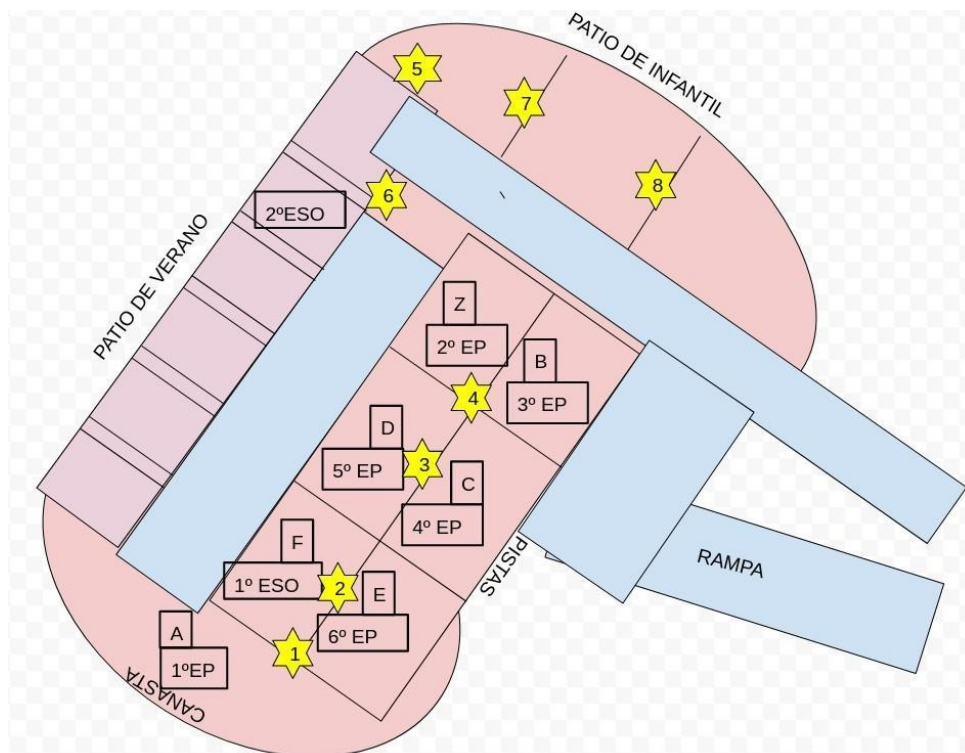 PATIO DE INFANTIL
5
7
8
6
2ºESO
PATIO DE VERANO
Z
2º EP
B
3º EP
4
D
5º EP
3
C
4º EP
F
1º ESO
2
E
6º EP
PISTAS
RAMPA
A
1ºEP
1
CANASTA